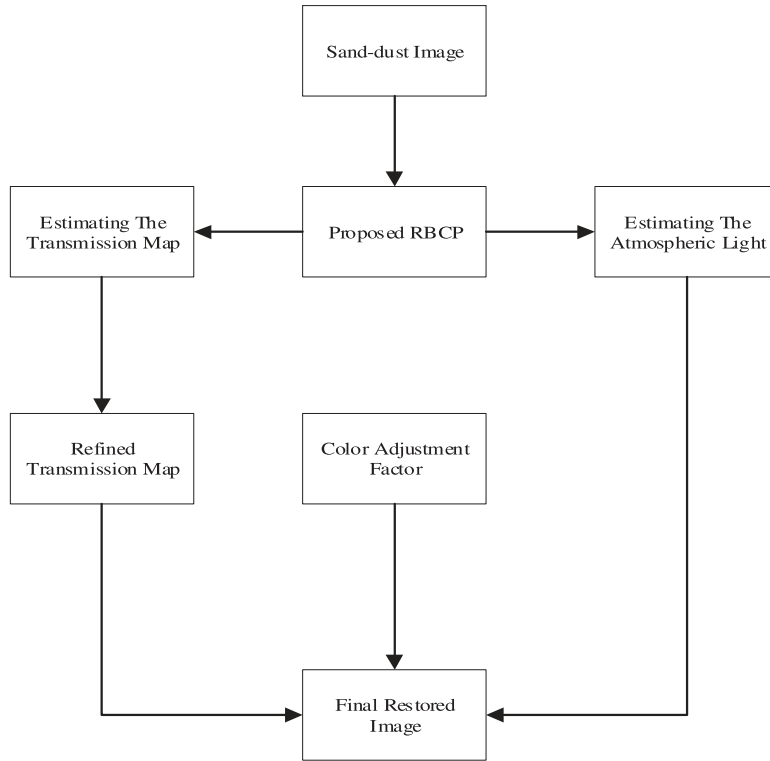 Sand-dust Image
Estimating The
Transmission Map
Proposed RBCP
Estimating The
Atmospheric Light
Refined
Transmission Map
Color Adjustment
Factor
Final Restored
Image